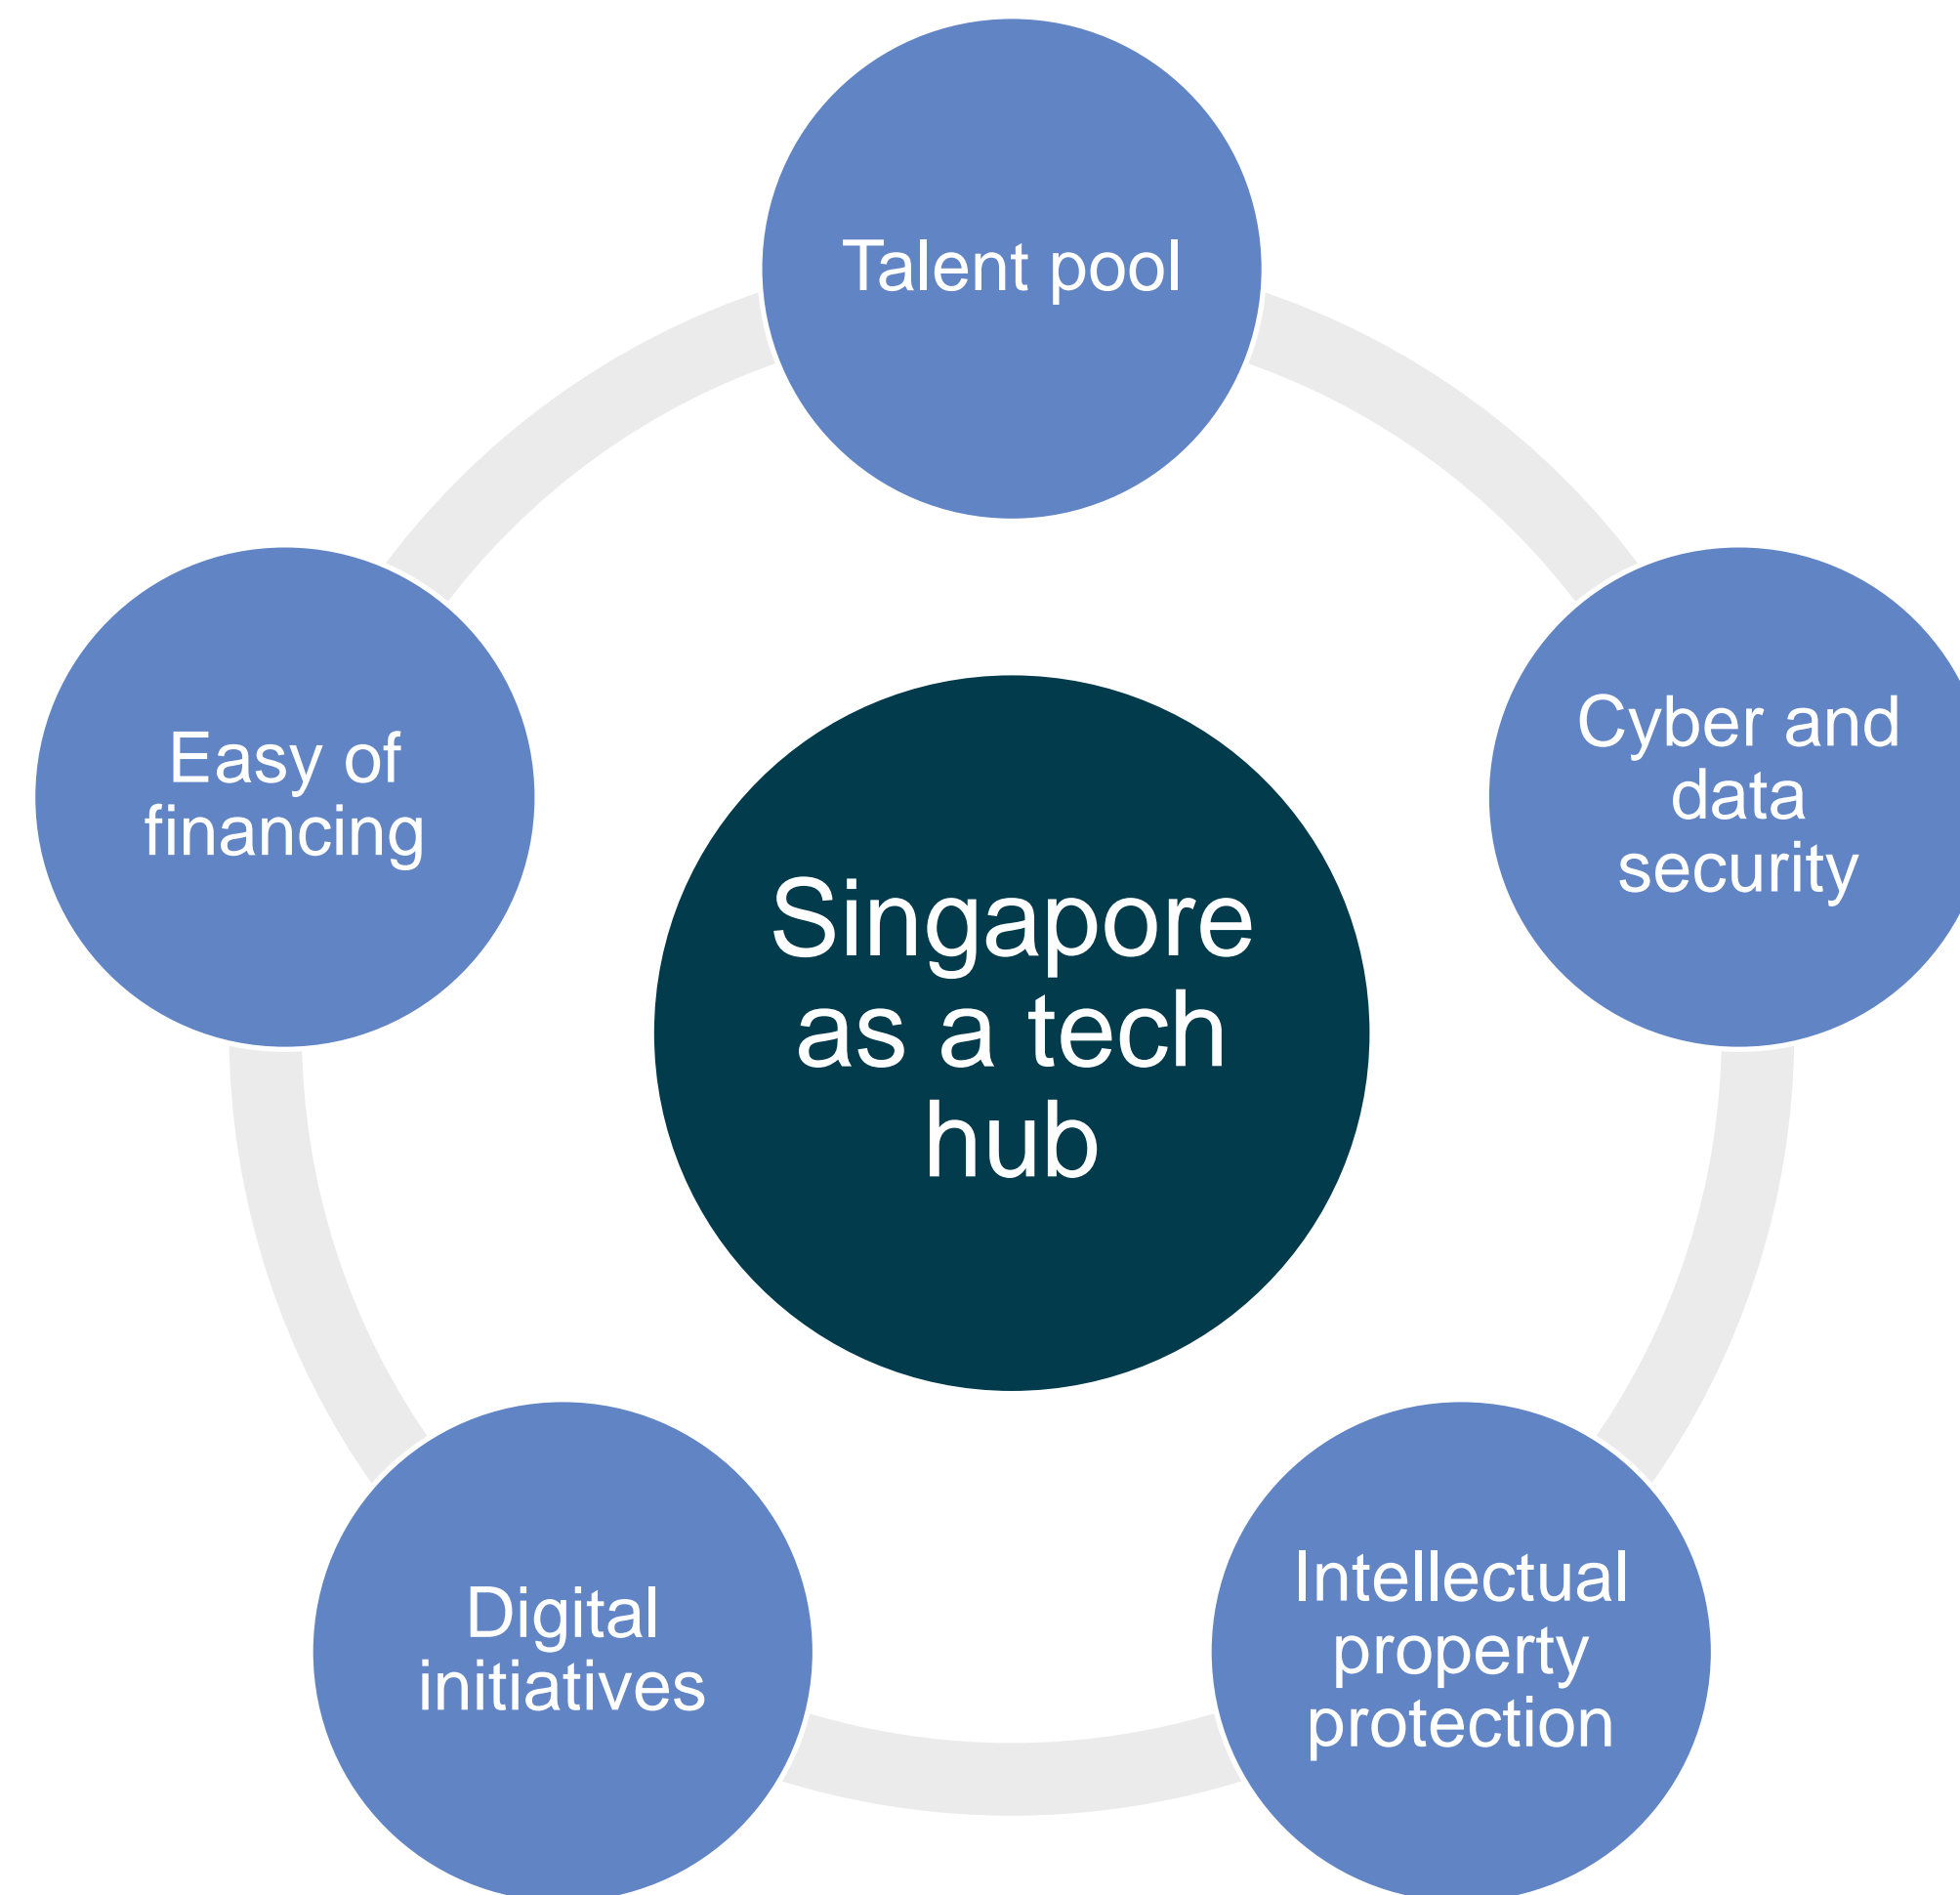 Talent pool
Cyber and
data
security
Intellectual
property
protection
Digital
initiatives
Easy of
financing
Singapore
as a tech
hub